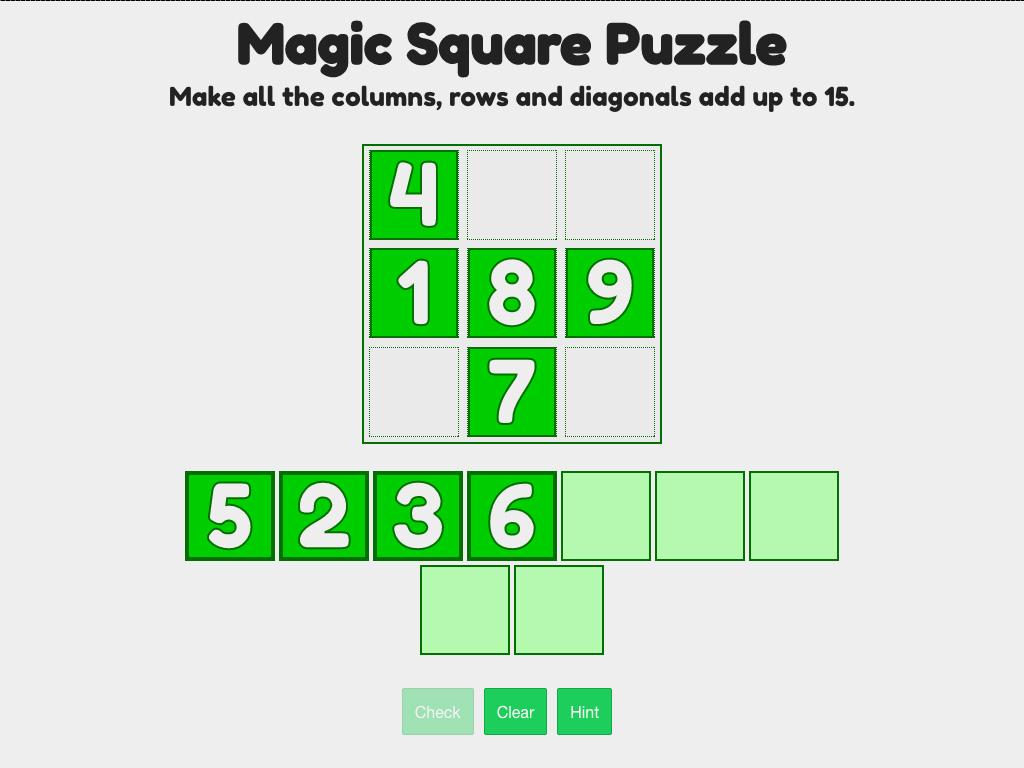 Magic Square Puzzle
Make all the columns, rows and diagonals add up to 15.
4
1 8 9
7
5 2 3 6
Check Clear Hint